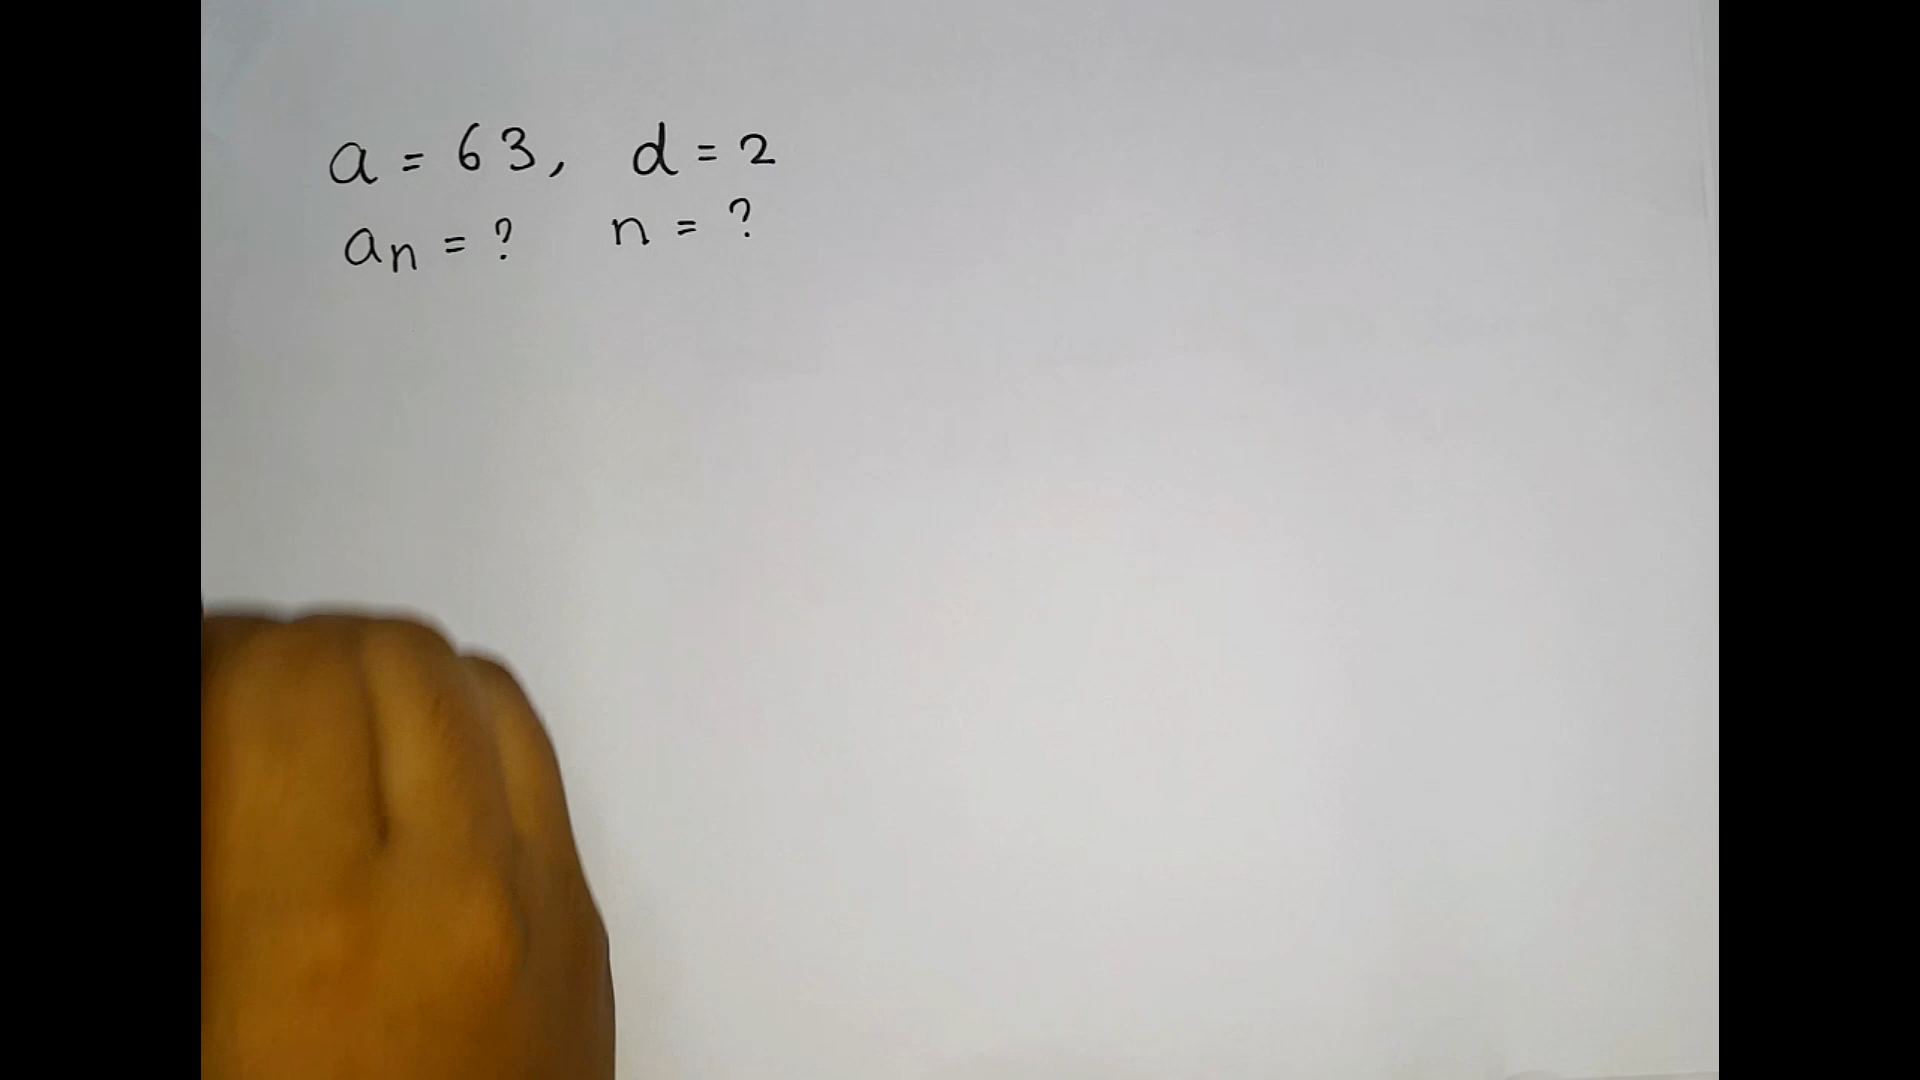 a = 63, d = 2
an = ? n = ?